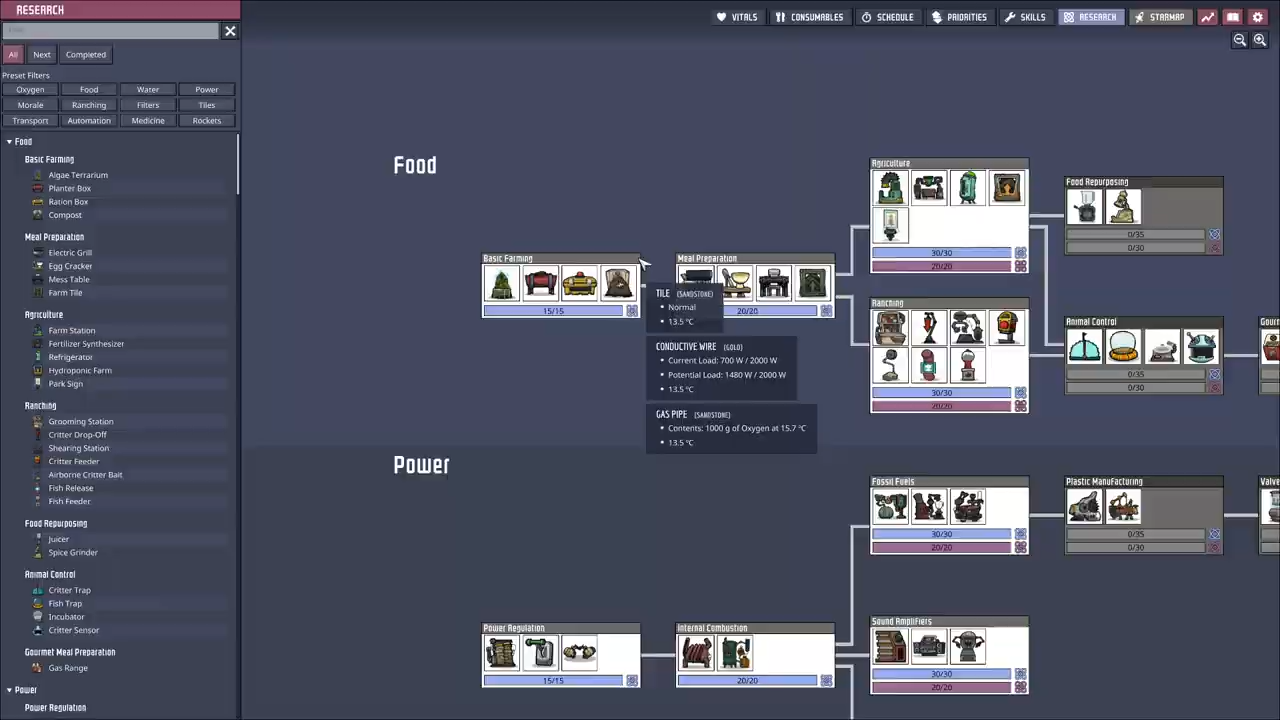 RESEARCH
VITALS
CONSUMABLES
SCHEDULE
PRIORITIES
SKILLS
RESEARCH
STARMAP
All
Next
Completed
Preset Filters
Oxygen
Food
Water
Power
Morale
Ranching
Filters
Tiles
Transport
Automation
Medicine
Rockets
Food
Basic Farming
Algae Terrarium
Planter Box
Ration Box
Compost
Meal Preparation
Electric Grill
Egg Cracker
Mess Table
Farm Tile
Agriculture
Farm Station
Fertilizer Synthesizer
Refrigerator
Hydroponic Farm
Park Sign
Ranching
Grooming Station
Critter Drop-Off
Shearing Station
Critter Feeder
Airborne Critter Bait
Fish Release
Fish Feeder
Food Repurposing
Juicer
Spice Grinder
Animal Control
Critter Trap
Fish Trap
Incubator
Critter Sensor
Gourmet Meal Preparation
Gas Range
Power
Power Regulation
Food
Basic Farming
15/15
Meal Preparation
20/20
Agriculture
30/30
20/20
Food Repurposing
0/35
0/30
Ranching
30/30
20/20
Animal Control
0/35
0/30
TILE (SANDSTONE)
• Normal
• 13.5 °C
CONDUCTIVE WIRE (GOLD)
• Current Load: 700 W / 2000 W
• Potential Load: 1480 W / 2000 W
• 13.5 °C
GAS PIPE (SANDSTONE)
• Contents: 1000 g of Oxygen at 15.7 °C
• 13.5 °C
Power
Fossil Fuels
30/30
20/20
Plastic Manufacturing
0/35
0/30
Power Regulation
15/15
Internal Combustion
20/20
Sound Amplifiers
30/30
20/20